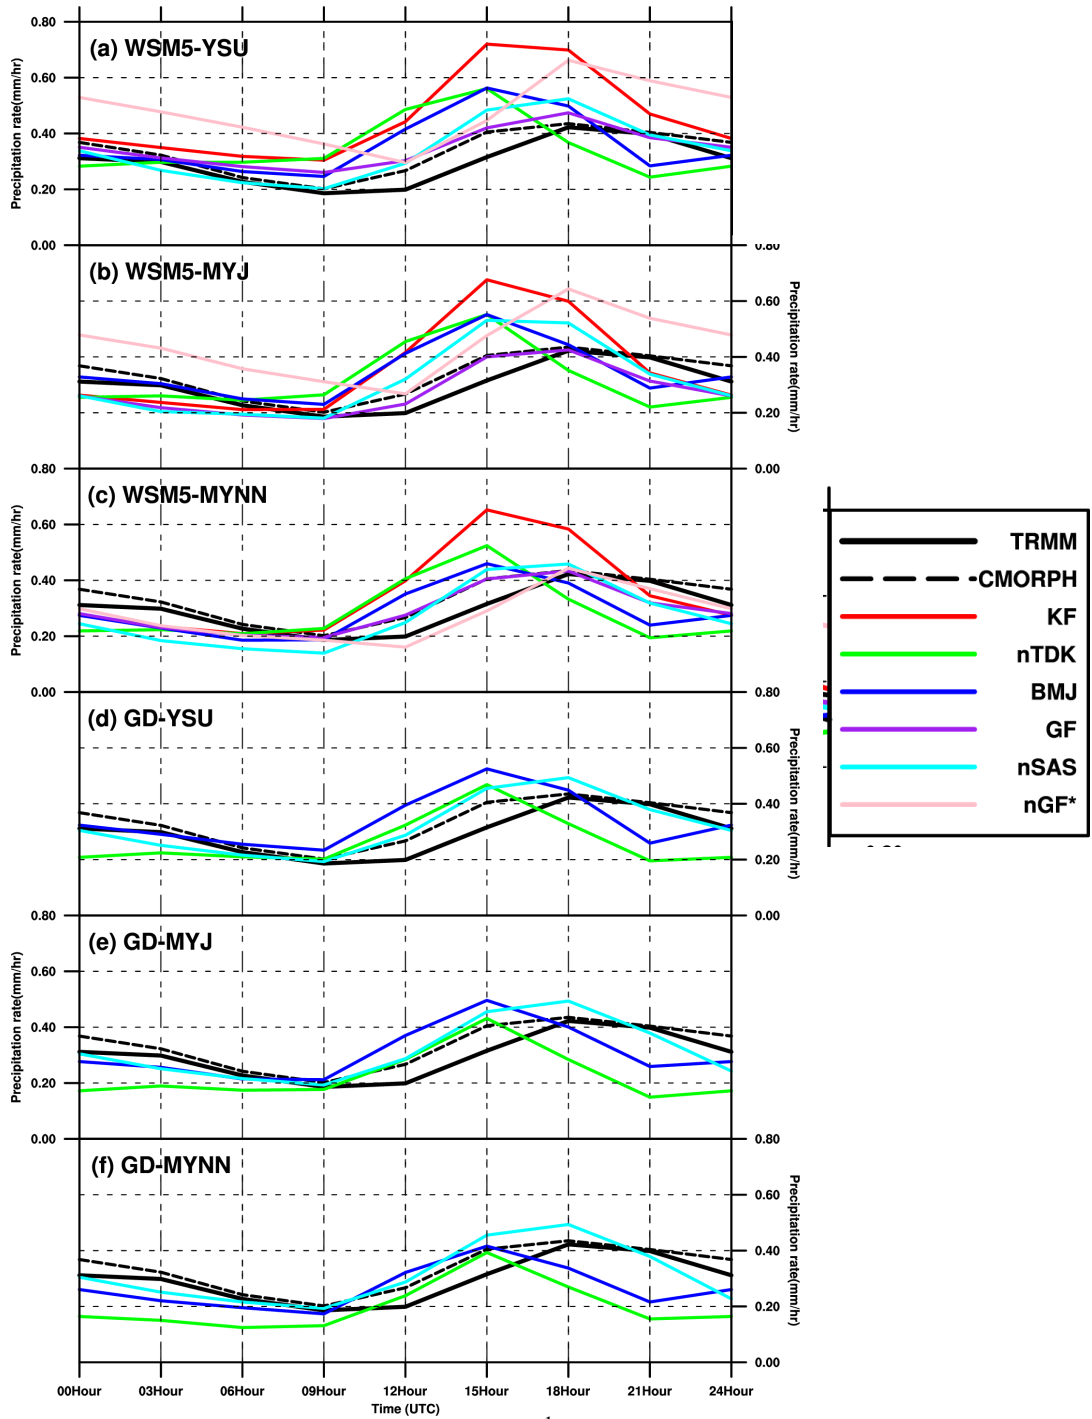 0.80
(a) WSM5-YSU
0.60
0.40
0.20
0.00
Precipitation rate(mm/hr)
(b) WSM5-MYJ
0.80
0.60
0.40
0.20
0.00
Precipitation rate(mm/hr)
0.80
(c) WSM5-MYNN
0.60
0.40
0.20
0.00
Precipitation rate(mm/hr)
(d) GD-YSU
0.80
0.60
0.40
0.20
0.00
Precipitation rate(mm/hr)
0.80
(e) GD-MYJ
0.60
0.40
0.20
0.00
Precipitation rate(mm/hr)
(f) GD-MYNN
0.80
0.60
0.40
0.20
0.00
Precipitation rate(mm/hr)
00Hour 03Hour 06Hour 09Hour 12Hour 15Hour 18Hour 21Hour 24Hour
Time (UTC)
TRMM
CMORPH
KF
nTDK
BMJ
GF
nSAS
nGF*